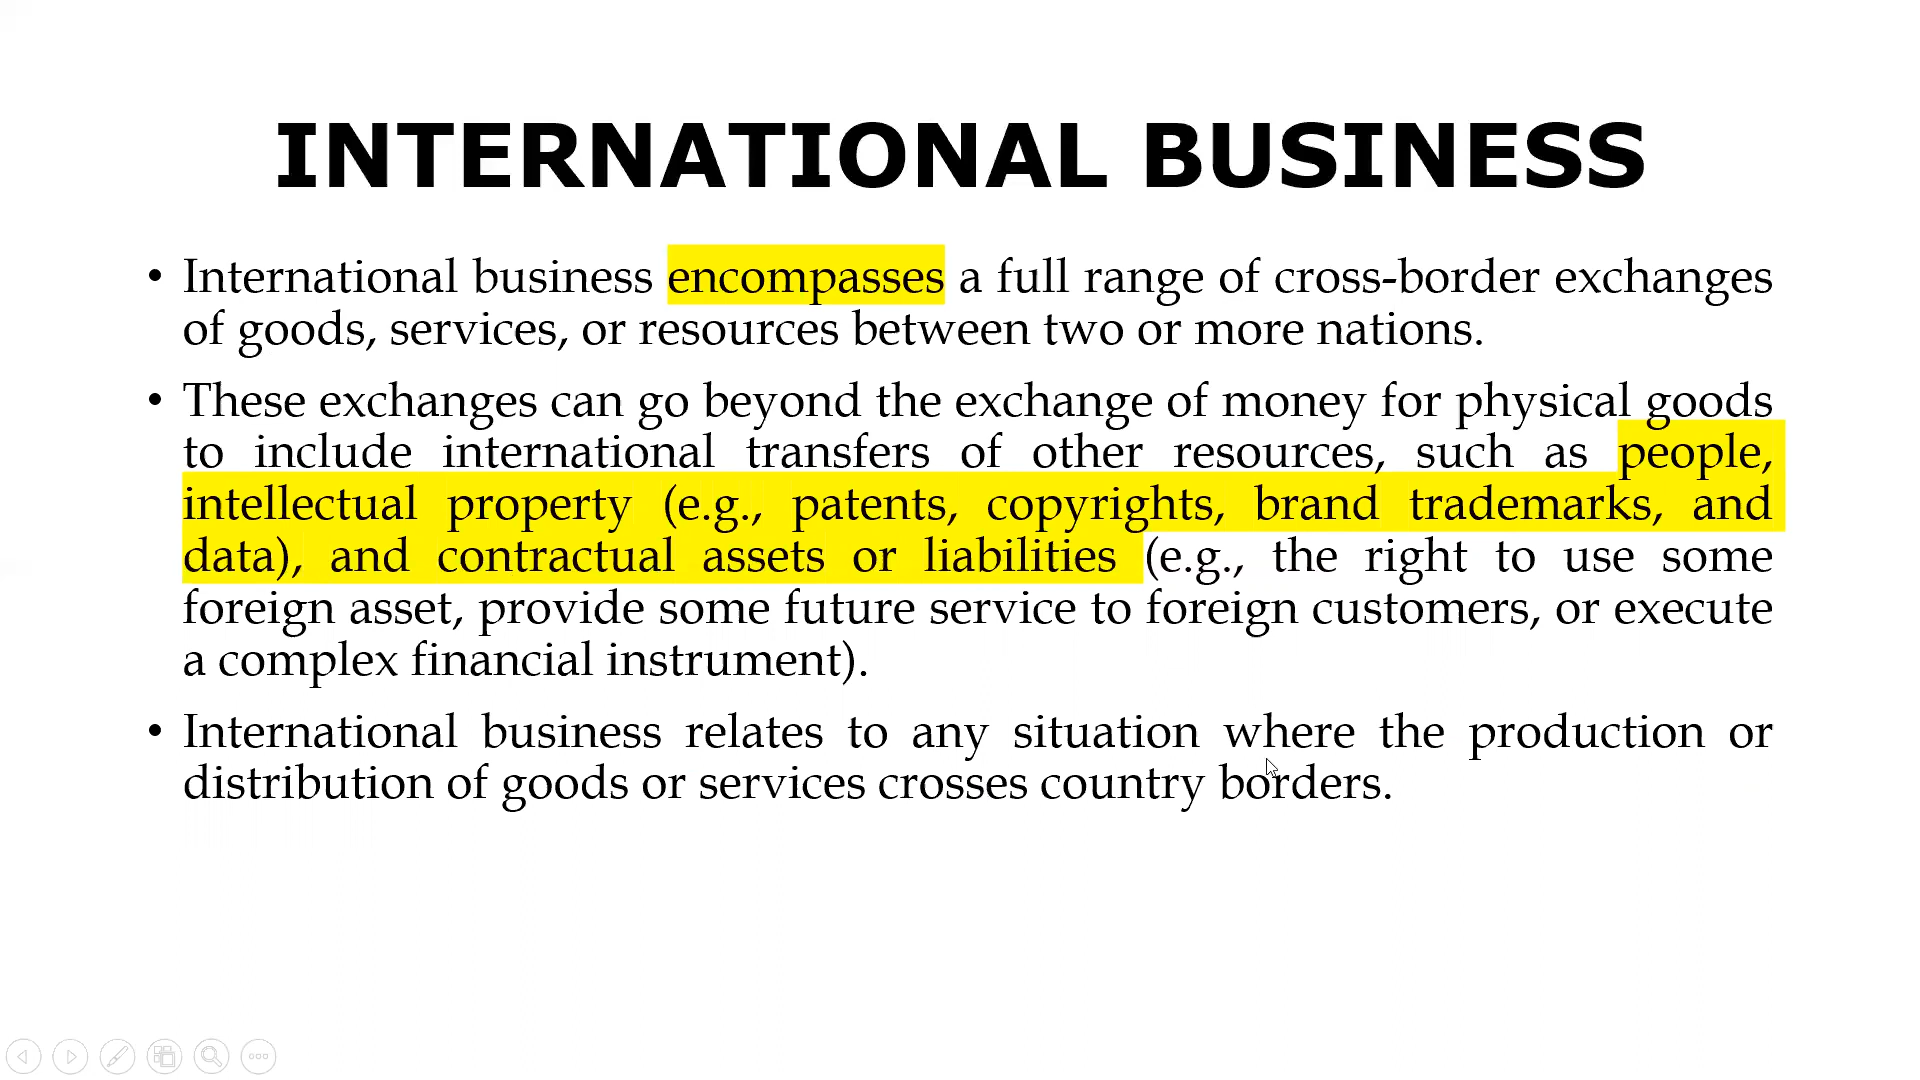 INTERNATIONAL BUSINESS
• International business encompasses a full range of cross-border exchanges
of goods, services, or resources between two or more nations.
• These exchanges can go beyond the exchange of money for physical goods
to include international transfers of other resources, such as people,
intellectual property (e.g., patents, copyrights, brand trademarks, and
data), and contractual assets or liabilities (e.g., the right to use some
foreign asset, provide some future service to foreign customers, or execute
a complex financial instrument).
• International business relates to any situation where the production or
distribution of goods or services crosses country borders.